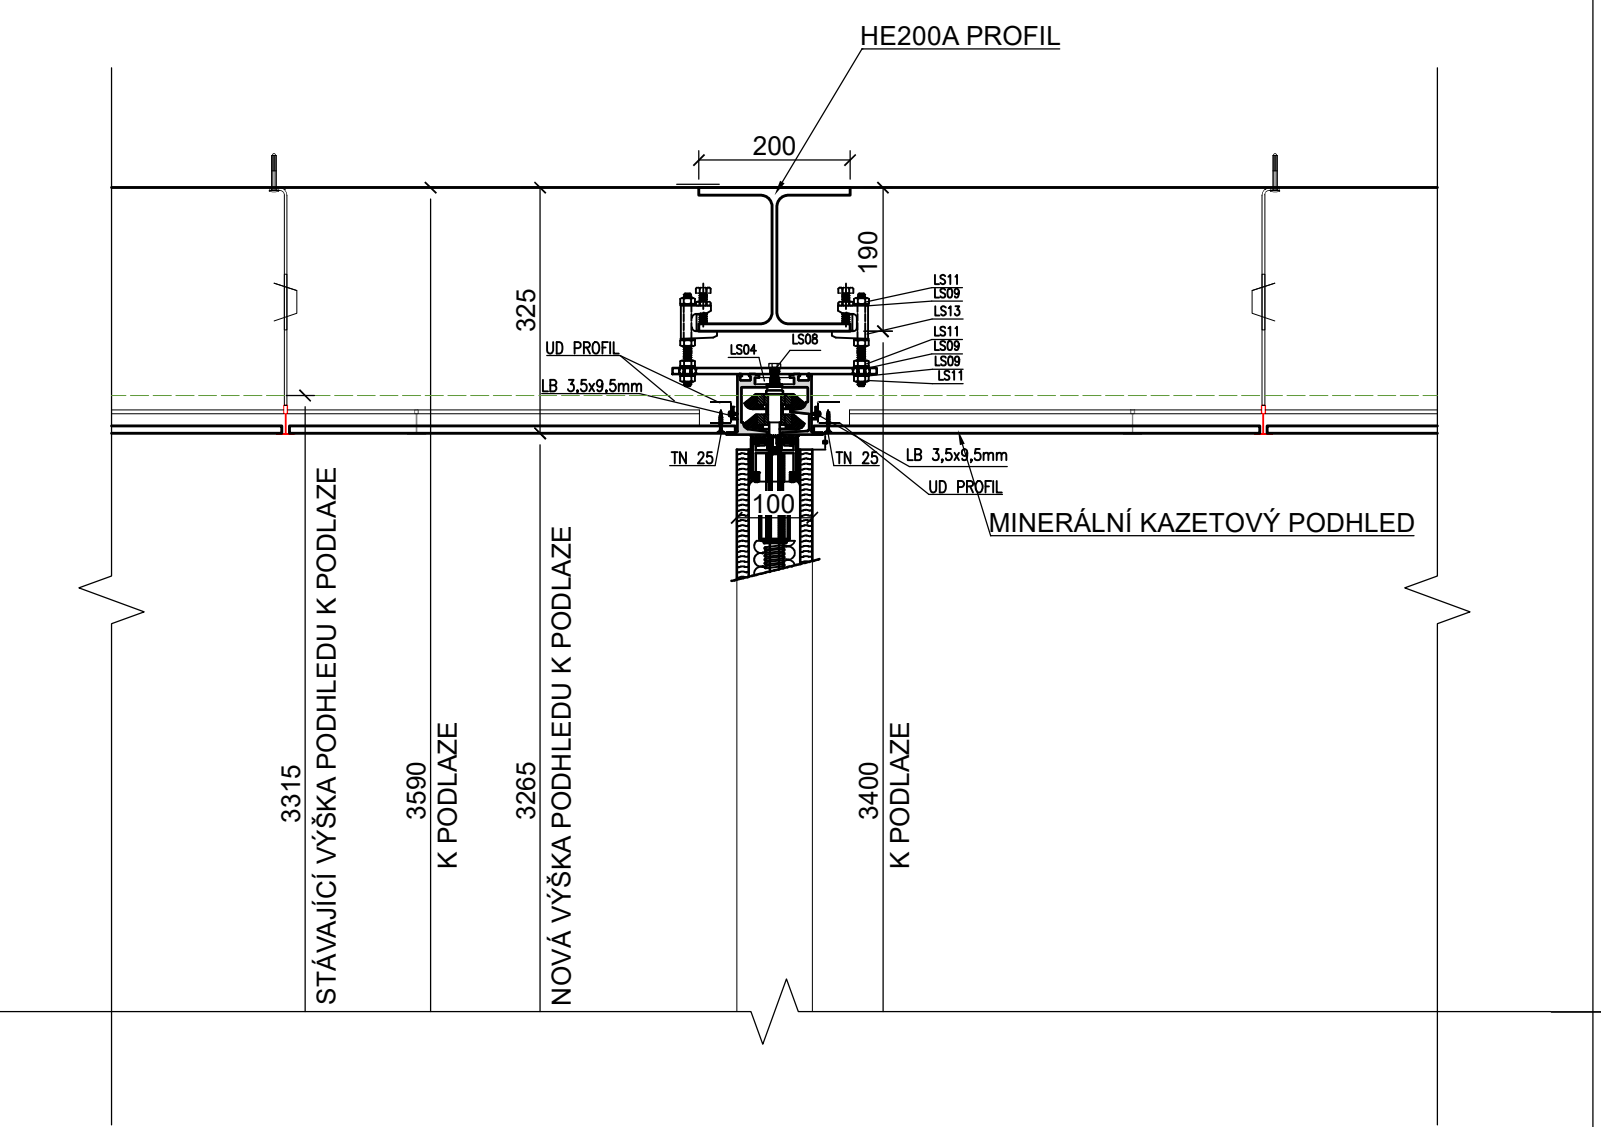 HE200A PROFIL
200
190
325
LS11
LS09
LS13
LS11
LS09
LS09
LS11
LS08
LS04
UD PROFIL
LB 3,5x9,5mm
TN 25
TN 25
LB 3,5x9,5mm
UD PROFIL
100
MINERÁLNÍ KAZETOVÝ PODHLED
3315
STÁVAJÍCÍ VÝŠKA PODHLEDU K PODLAZE
3590
K PODLAZE
3265
NOVÁ VÝŠKA PODHLEDU K PODLAZE
3400
K PODLAZE